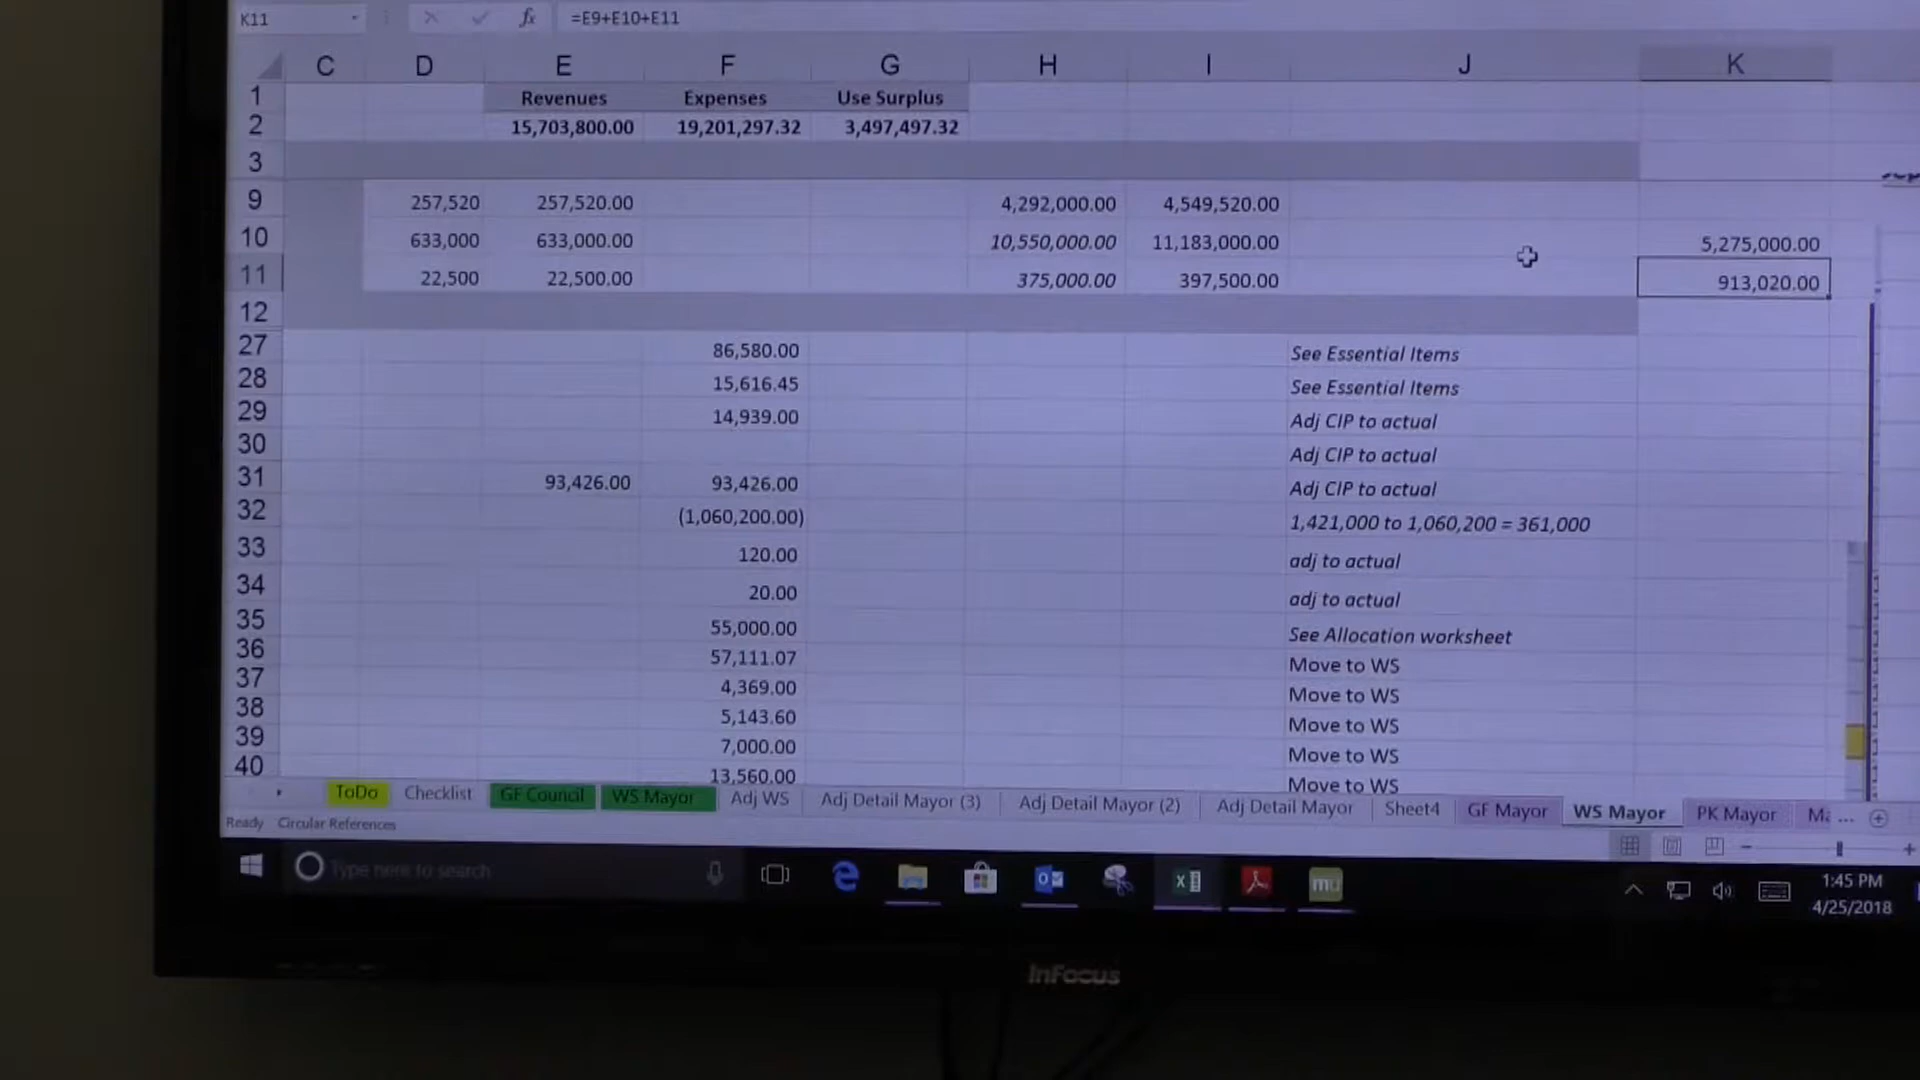 K11 fx =E9+E10+E11
C D E F G H I J K
1 Revenues Expenses Use Surplus
2 15,703,800.00 19,201,297.32 3,497,497.32
3
9 257,520 257,520.00 4,292,000.00 4,549,520.00
10 633,000 633,000.00 10,550,000.00 11,183,000.00 5,275,000.00
11 22,500 22,500.00 375,000.00 397,500.00 913,020.00
12
27 86,580.00 See Essential Items
28 15,616.45 See Essential Items
29 14,939.00 Adj CIP to actual
30 Adj CIP to actual
31 93,426.00 93,426.00 Adj CIP to actual
32 (1,060,200.00) 1,421,000 to 1,060,200 = 361,000
33 120.00 adj to actual
34 20.00 adj to actual
35 55,000.00 See Allocation worksheet
36 57,111.07 Move to WS
37 4,369.00 Move to WS
38 5,143.60 Move to WS
39 7,000.00 Move to WS
40 13,560.00 Move to WS
ToDo Checklist GF Council WS Mayor Adj WS Adj Detail Mayor (3) Adj Detail Mayor (2) Adj Detail Mayor Sheet4 GF Mayor WS Mayor PK Mayor Ma ...
Ready Circular References
Type here to search mu 1:45 PM
4/25/2018
InFocus